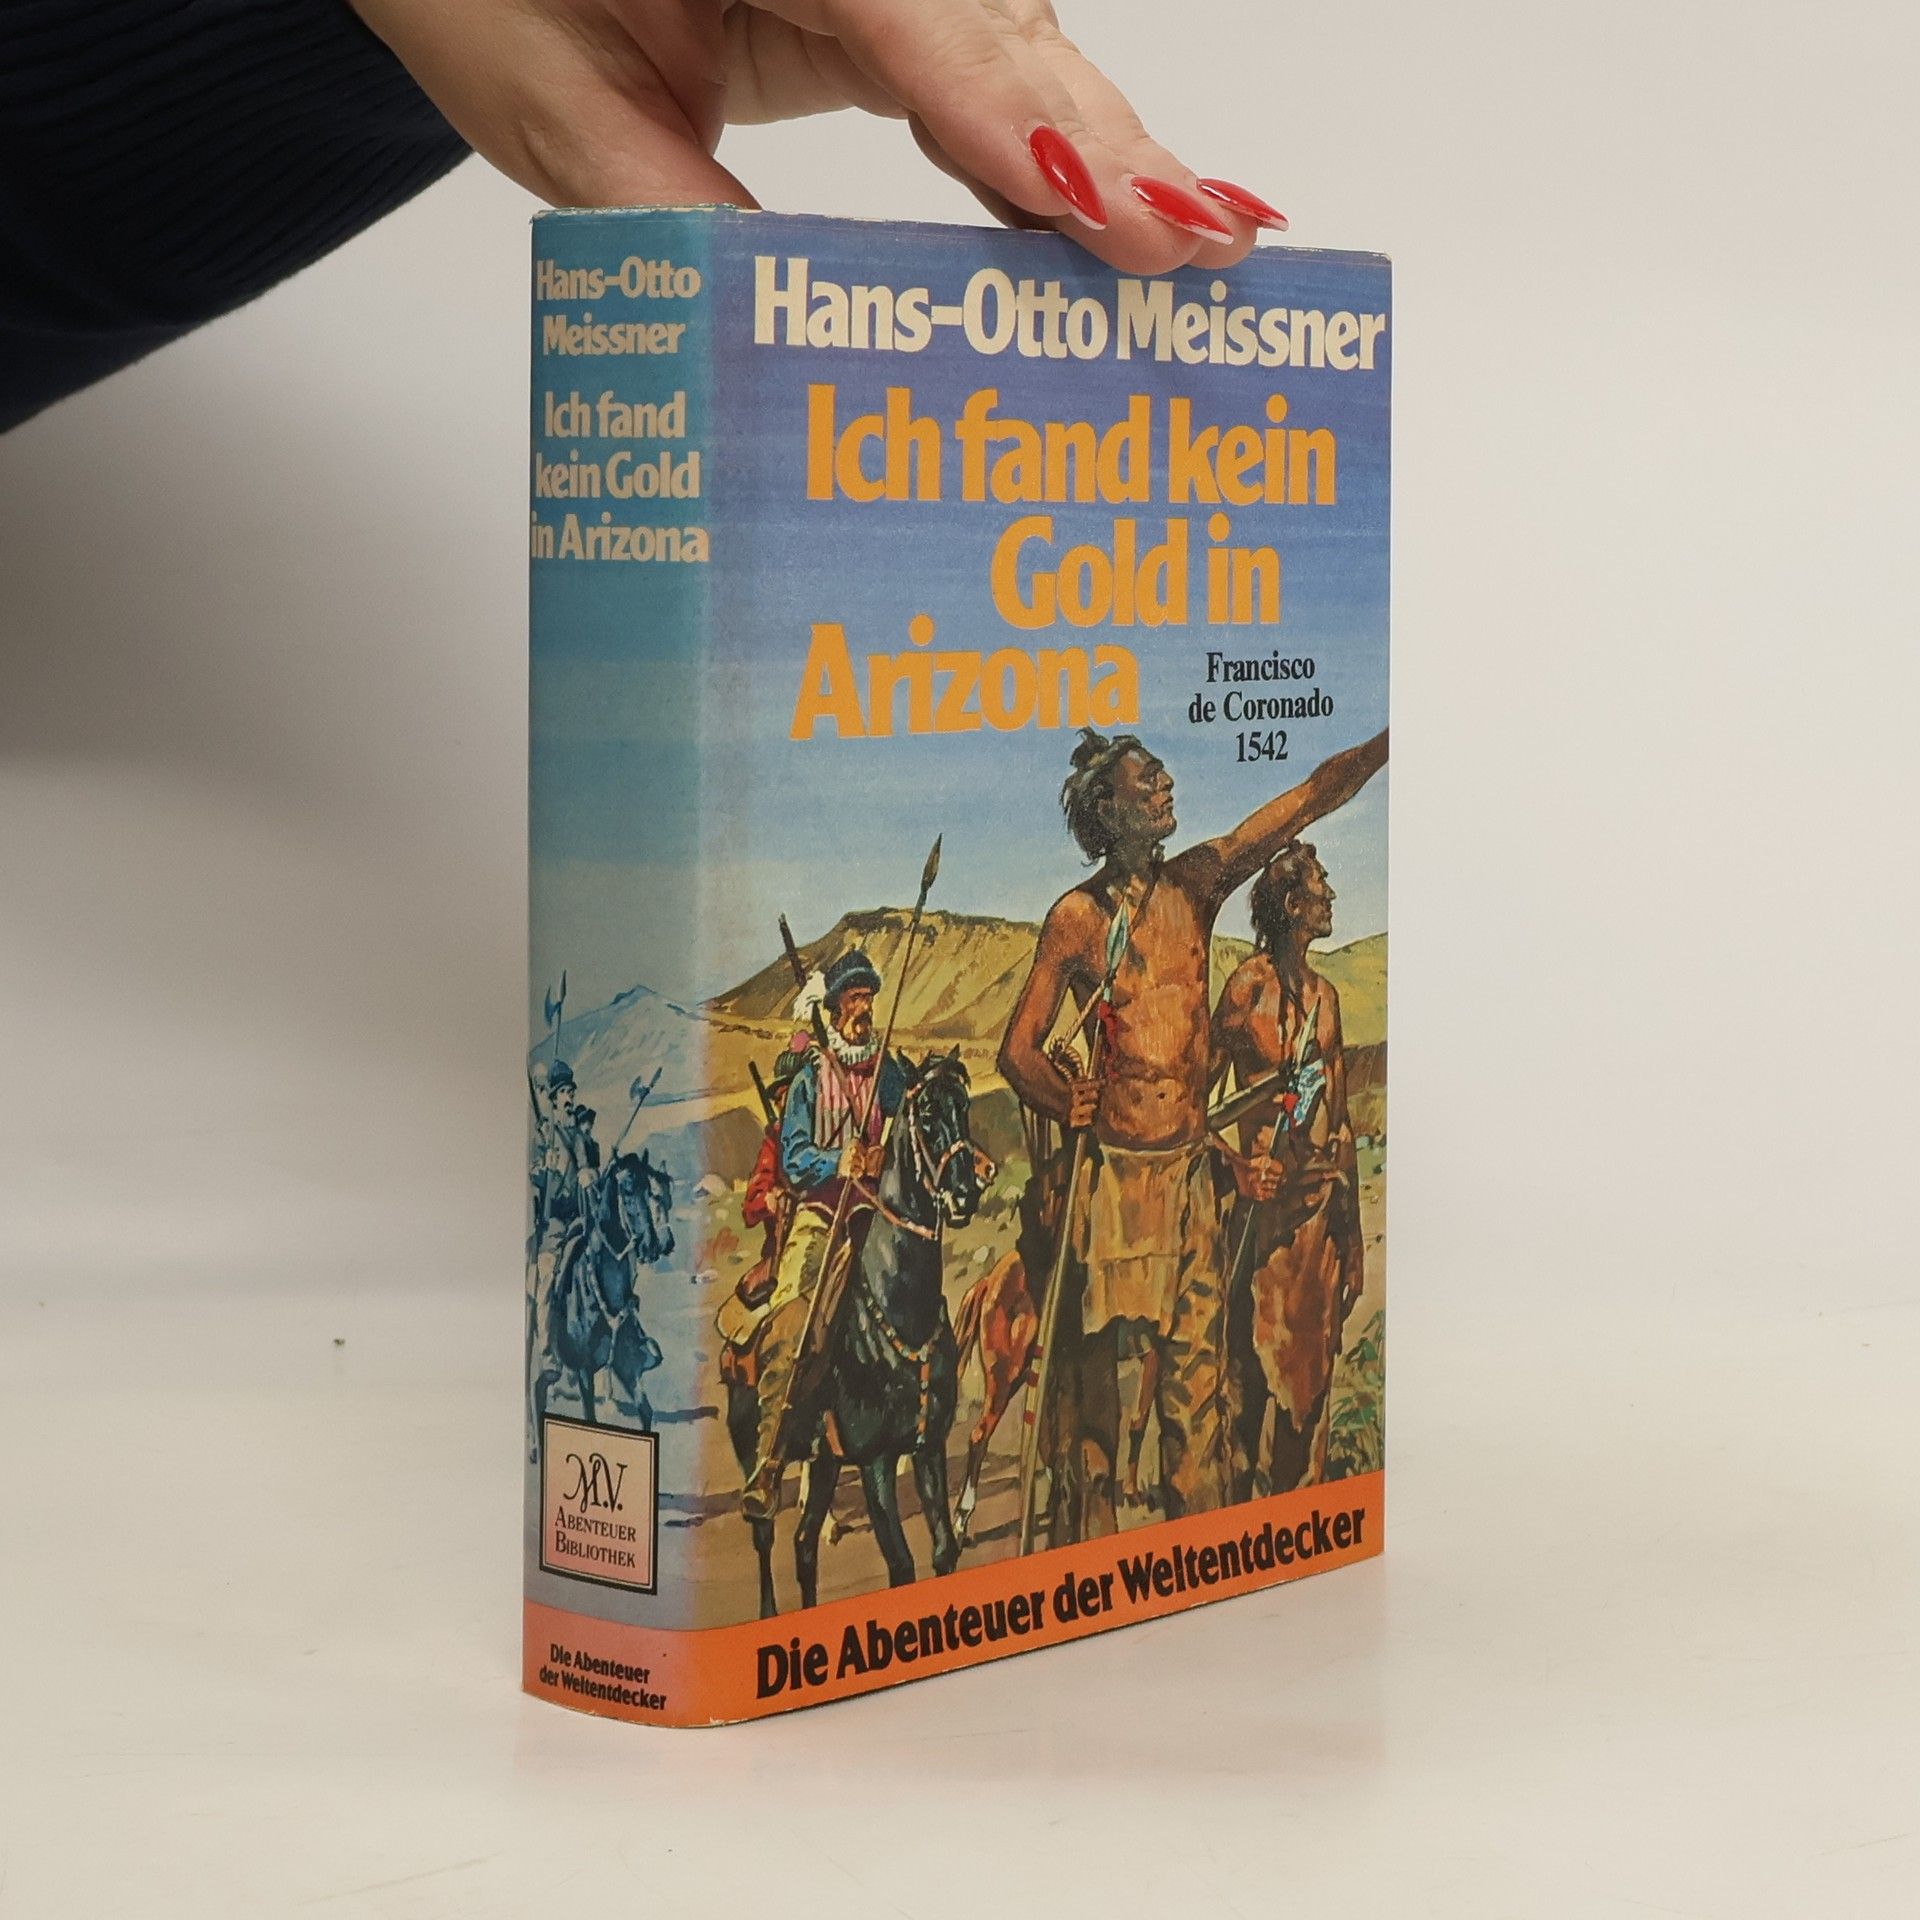 Hans-Otto
Meissner
Ich fand
kein Gold
in Arizona
M.V.
ABENTEUER
BIBLIOTHEK
Die Abenteuer
der Weltentdecker
Hans-Otto Meissner
Ich fand kein
Gold in
Arizona
Francisco
de Coronado
1542
Die Abenteuer der Weltentdecker